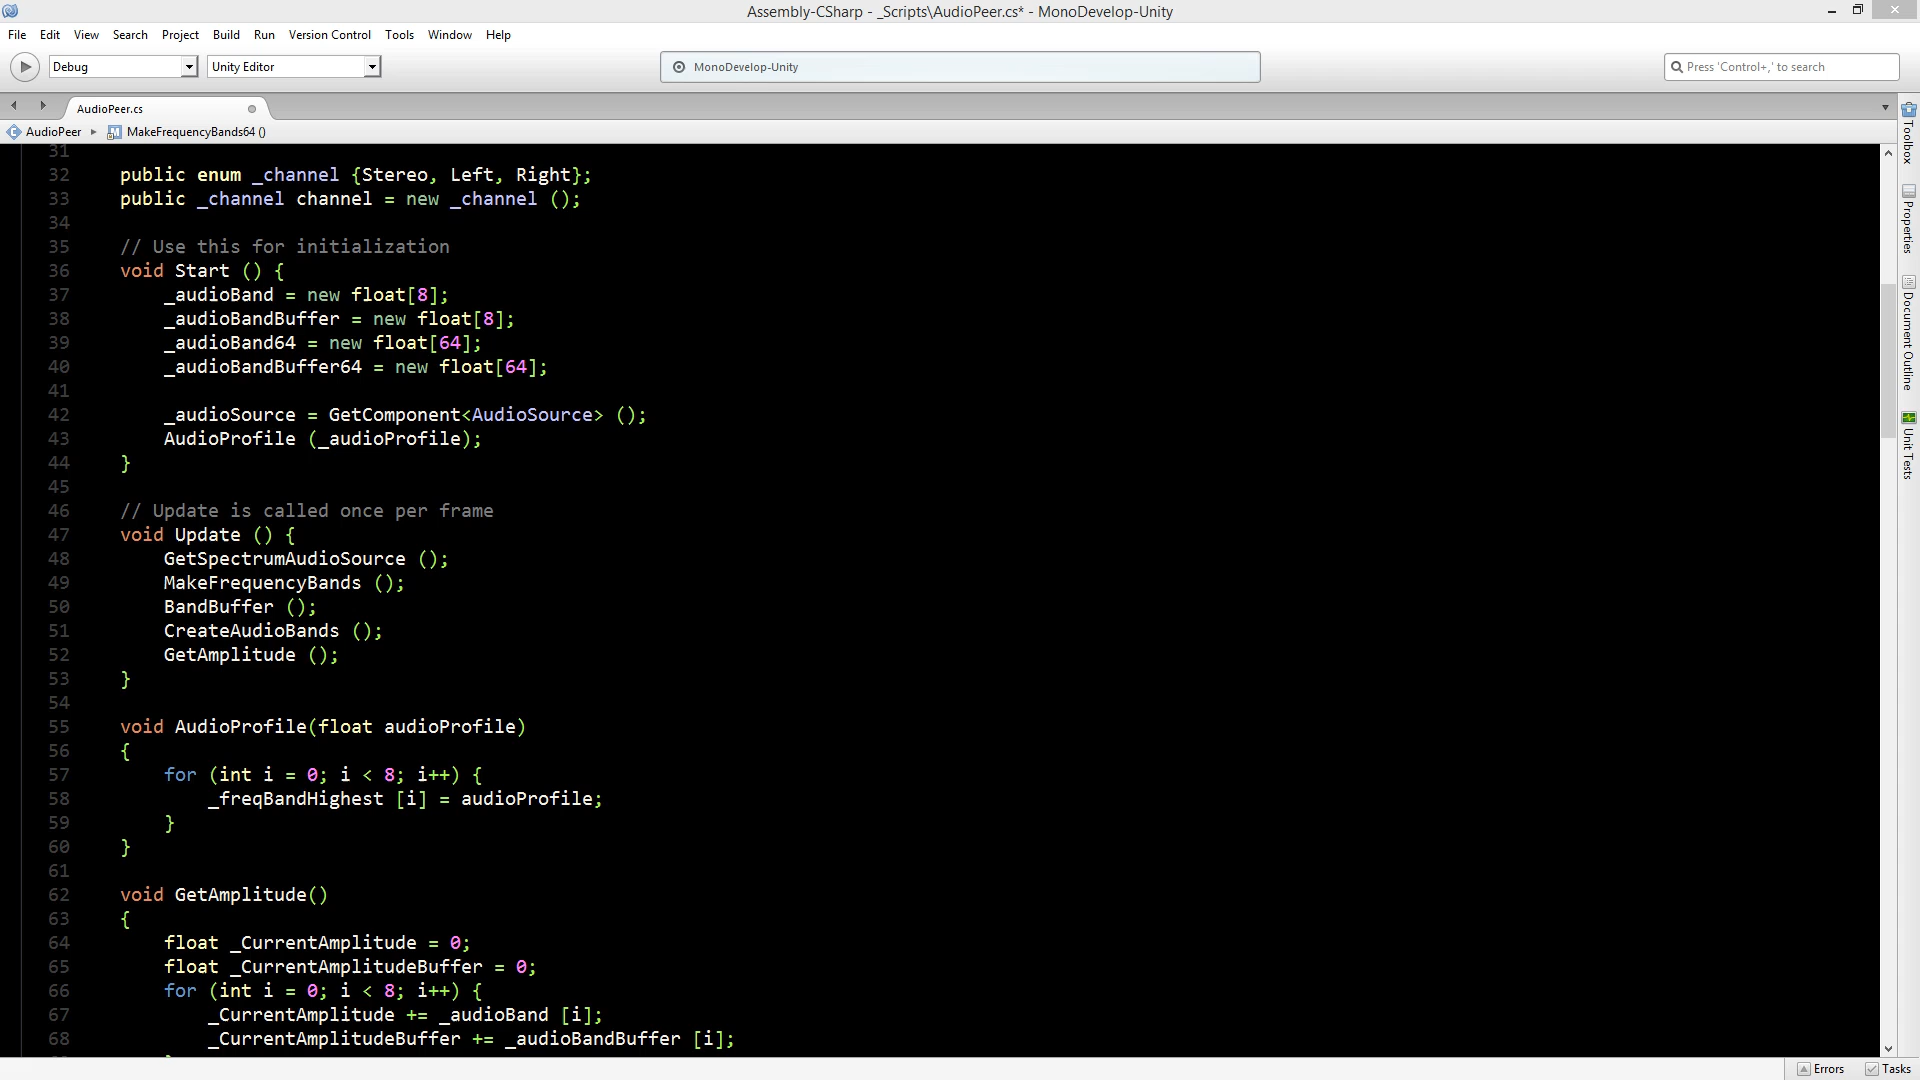 Assembly-CSharp - _Scripts\AudioPeer.cs* - MonoDevelop-Unity
File Edit View Search Project Build Run Version Control Tools Window Help
Debug Unity Editor MonoDevelop-Unity Press 'Control+,' to search
AudioPeer.cs
AudioPeer MakeFrequencyBands64 ()
31
32 public enum _channel {Stereo, Left, Right};
33 public _channel channel = new _channel ();
34
35 // Use this for initialization
36 void Start () {
37 _audioBand = new float[8];
38 _audioBandBuffer = new float[8];
39 _audioBand64 = new float[64];
40 _audioBandBuffer64 = new float[64];
41
42 _audioSource = GetComponent<AudioSource> ();
43 AudioProfile (_audioProfile);
44 }
45
46 // Update is called once per frame
47 void Update () {
48 GetSpectrumAudioSource ();
49 MakeFrequencyBands ();
50 BandBuffer ();
51 CreateAudioBands ();
52 GetAmplitude ();
53 }
54
55 void AudioProfile(float audioProfile)
56 {
57 for (int i = 0; i < 8; i++) {
58 _freqBandHighest [i] = audioProfile;
59 }
60 }
61
62 void GetAmplitude()
63 {
64 float _CurrentAmplitude = 0;
65 float _CurrentAmplitudeBuffer = 0;
66 for (int i = 0; i < 8; i++) {
67 _CurrentAmplitude += _audioBand [i];
68 _CurrentAmplitudeBuffer += _audioBandBuffer [i];
Toolbox
Properties
Document Outline
Unit Tests
Errors Tasks